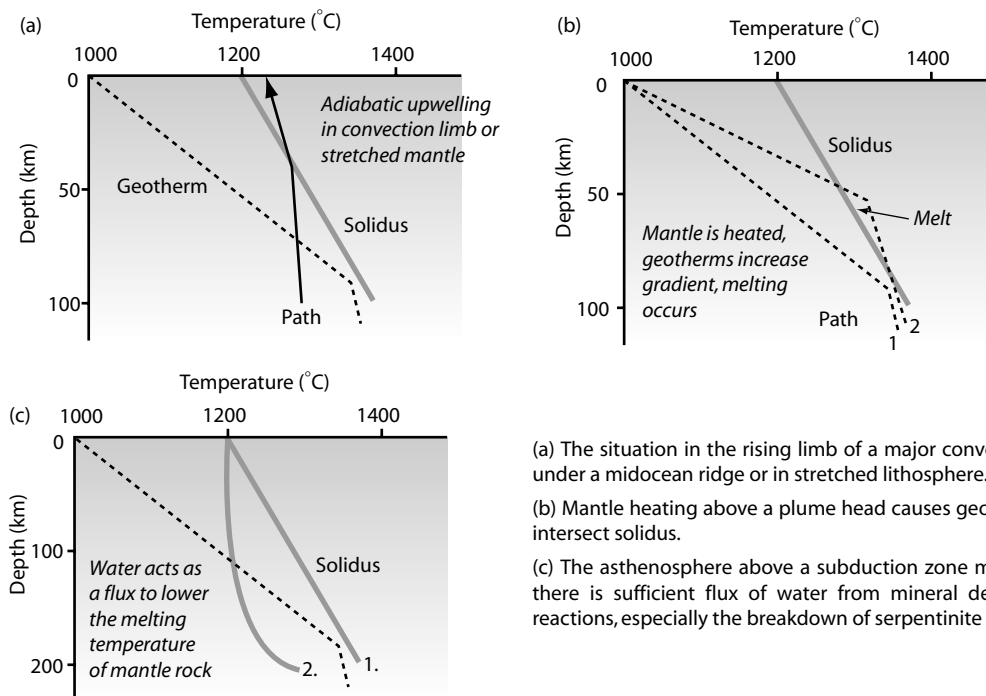 (a)
Temperature (°C)
1000 1200 1400
0
50
100
Depth (km)
Adiabatic upwelling
in convection limb or
stretched mantle
Geotherm
Solidus
Path
(b)
Temperature (°C)
1000 1200 1400
0
50
100
Depth (km)
Solidus
Melt
Mantle is heated,
geotherms increase
gradient, melting
occurs
Path
1
2
(c)
Temperature (°C)
1000 1200 1400
0
100
200
Depth (km)
Solidus
Water acts as
a flux to lower
the melting
temperature
of mantle rock
2.
1.
(a) The situation in the rising limb of a major
under a midocean ridge or in stretched lithosphere.
(b) Mantle heating above a plume head causes
intersect solidus.
(c) The asthenosphere above a subduction zone
there is sufficient flux of water from mineral
reactions, especially the breakdown of serpentinite